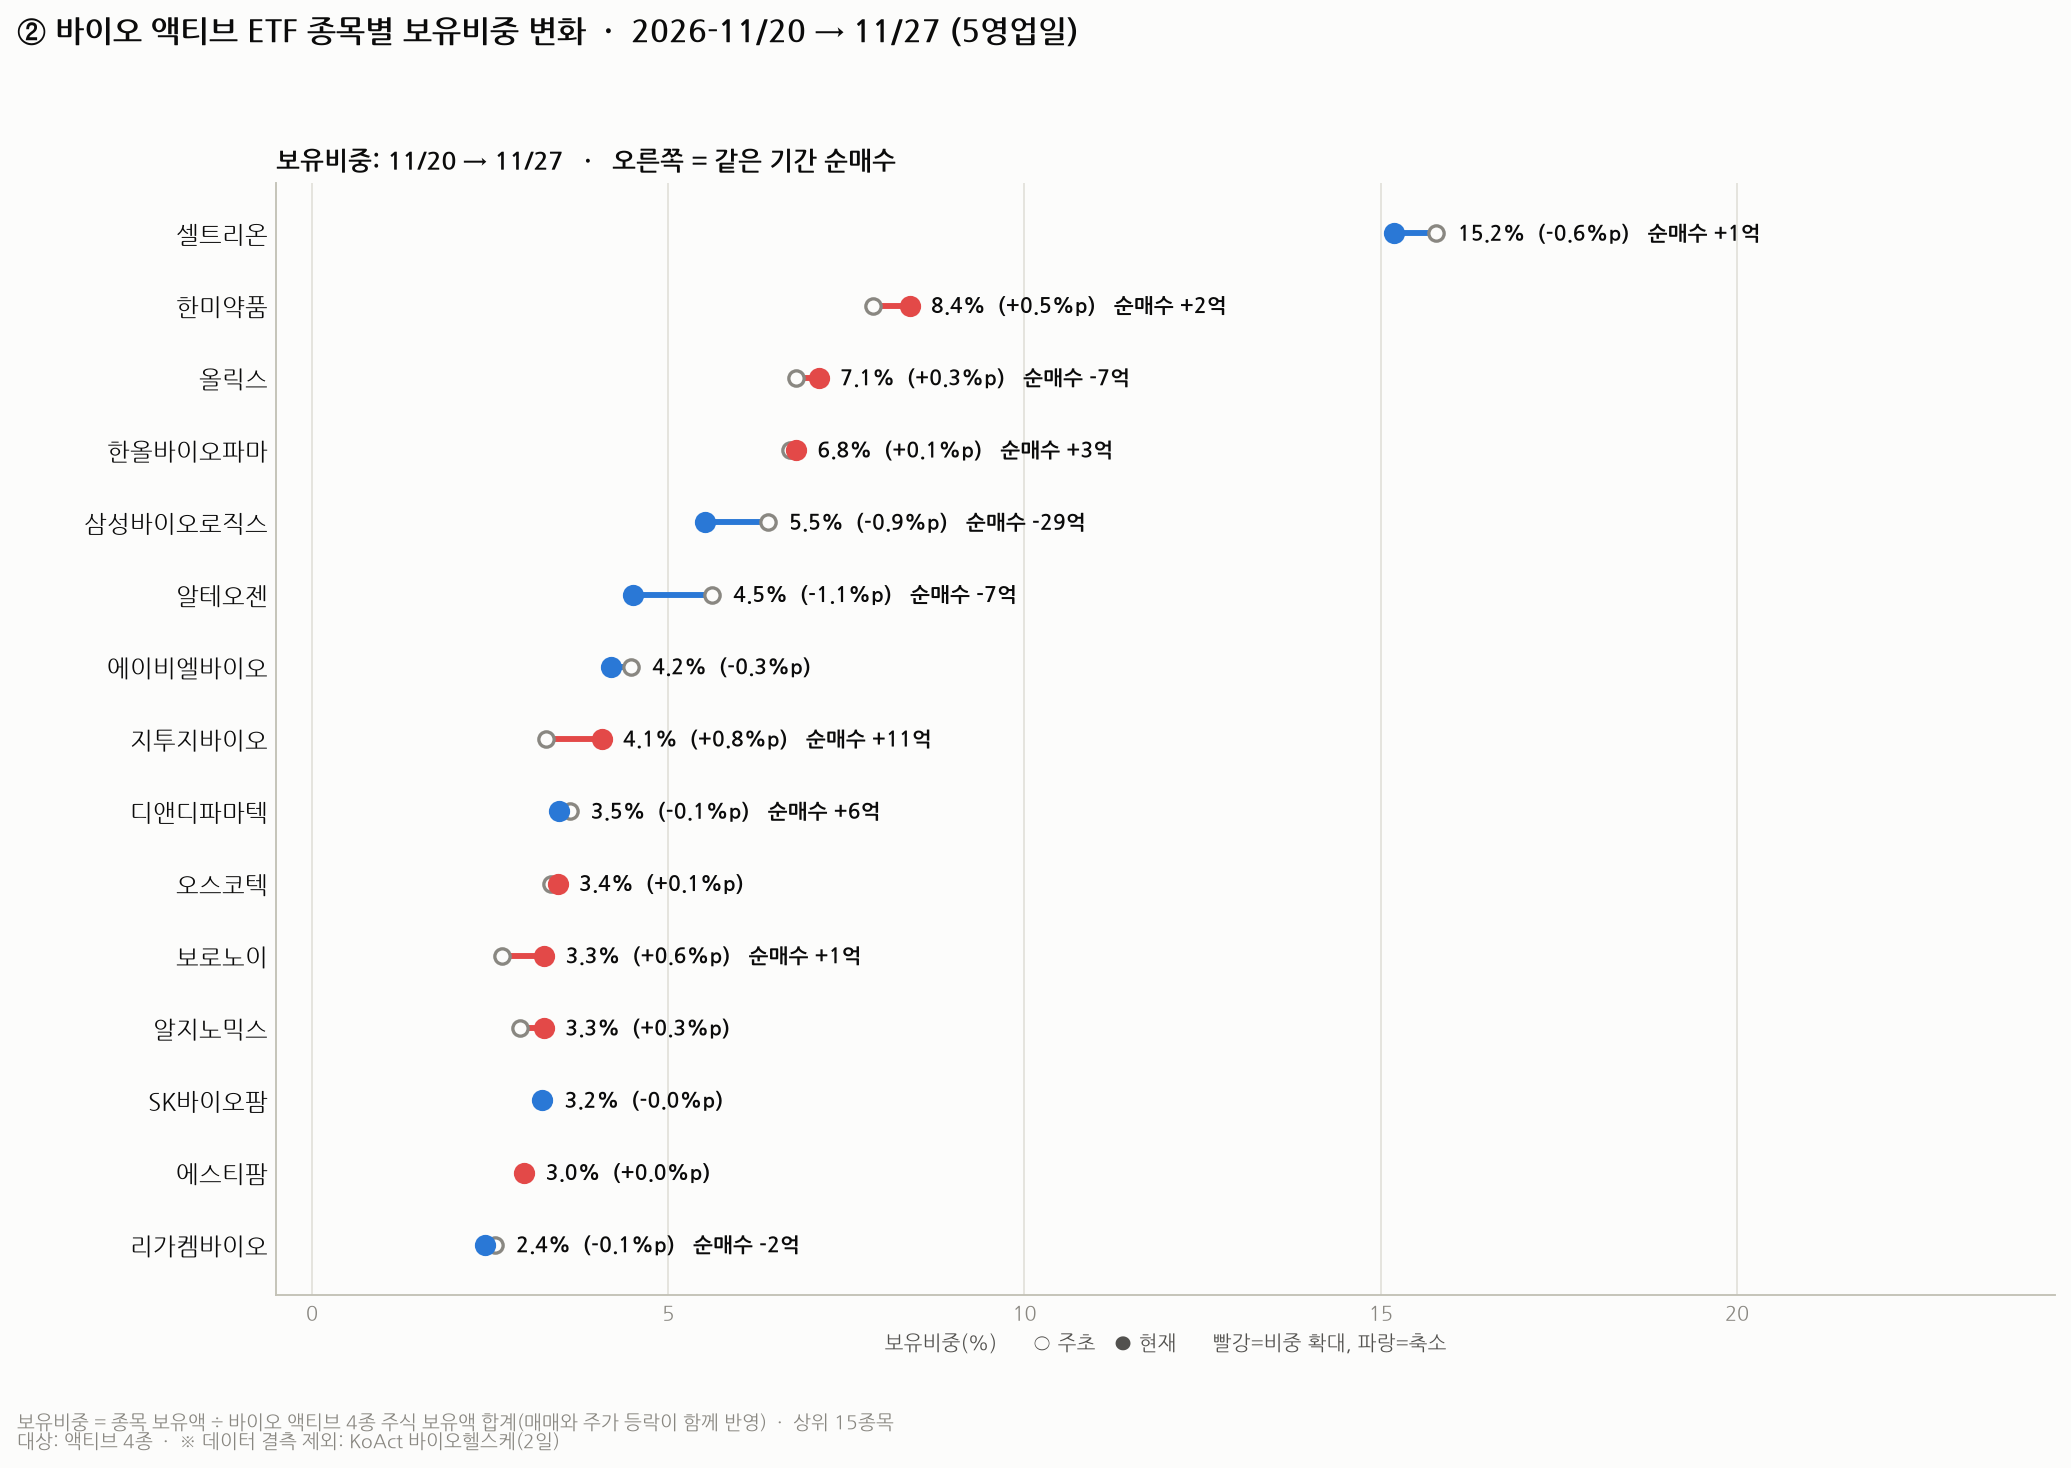 ② 바이오 액티브 ETF 종목별 보유비중 변화 · 2026-11/20 → 11/27 (5영업일)
보유비중: 11/20 → 11/27 · 오른쪽 = 같은 기간 순매수
셀트리온 15.2% (-0.6%p) 순매수 +1억
한미약품 8.4% (+0.5%p) 순매수 +2억
올릭스 7.1% (+0.3%p) 순매수 -7억
한올바이오파마 6.8% (+0.1%p) 순매수 +3억
삼성바이오로직스 5.5% (-0.9%p) 순매수 -29억
알테오젠 4.5% (-1.1%p) 순매수 -7억
에이비엘바이오 4.2% (-0.3%p)
지투지바이오 4.1% (+0.8%p) 순매수 +11억
디앤디파마텍 3.5% (-0.1%p) 순매수 +6억
오스코텍 3.4% (+0.1%p)
보로노이 3.3% (+0.6%p) 순매수 +1억
알지노믹스 3.3% (+0.3%p)
SK바이오팜 3.2% (-0.0%p)
에스티팜 3.0% (+0.0%p)
리가켐바이오 2.4% (-0.1%p) 순매수 -2억
0 5 10 15 20
보유비중(%) ○ 주초 ● 현재 빨강=비중 확대, 파랑=축소
보유비중 = 종목 보유액 ÷ 바이오 액티브 4종 주식 보유액 합계(매매와 주가 등락이 함께 반영) · 상위 15종목
대상: 액티브 4종 · ※ 데이터 결측 제외: KoAct 바이오헬스케(2일)